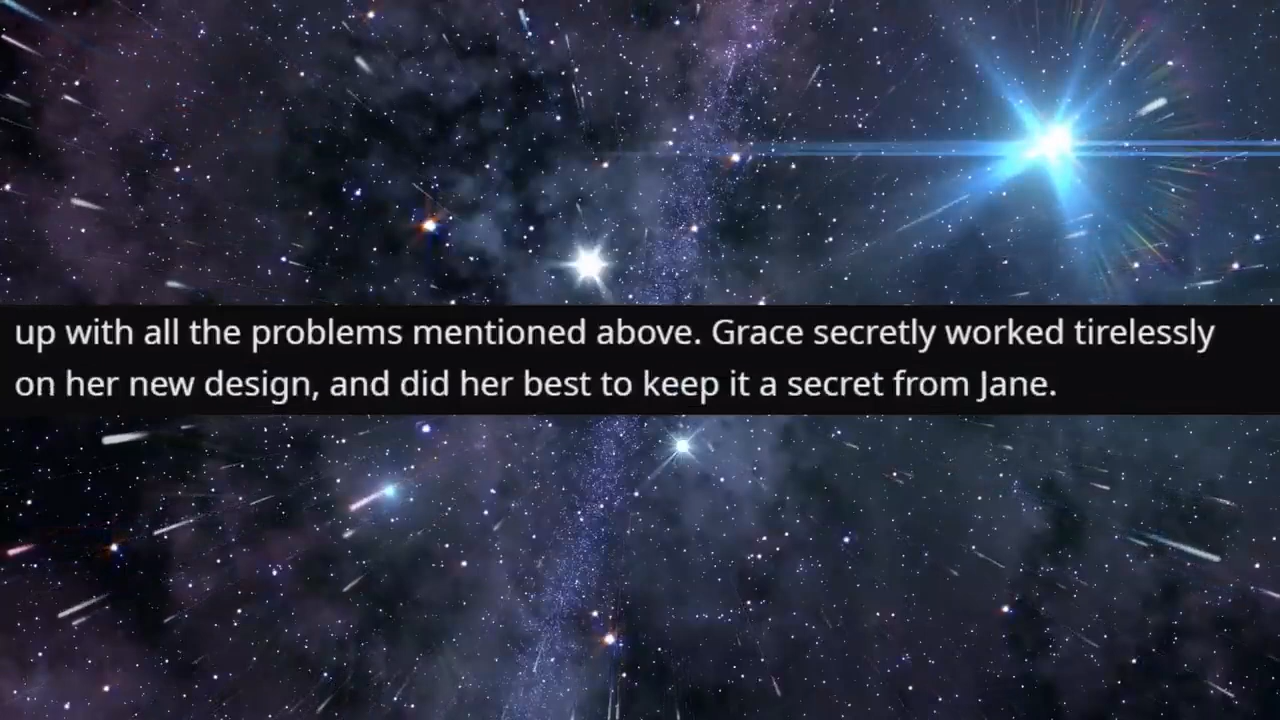 up with all the problems mentioned above. Grace secretly worked tirelessly
on her new design, and did her best to keep it a secret from Jane.